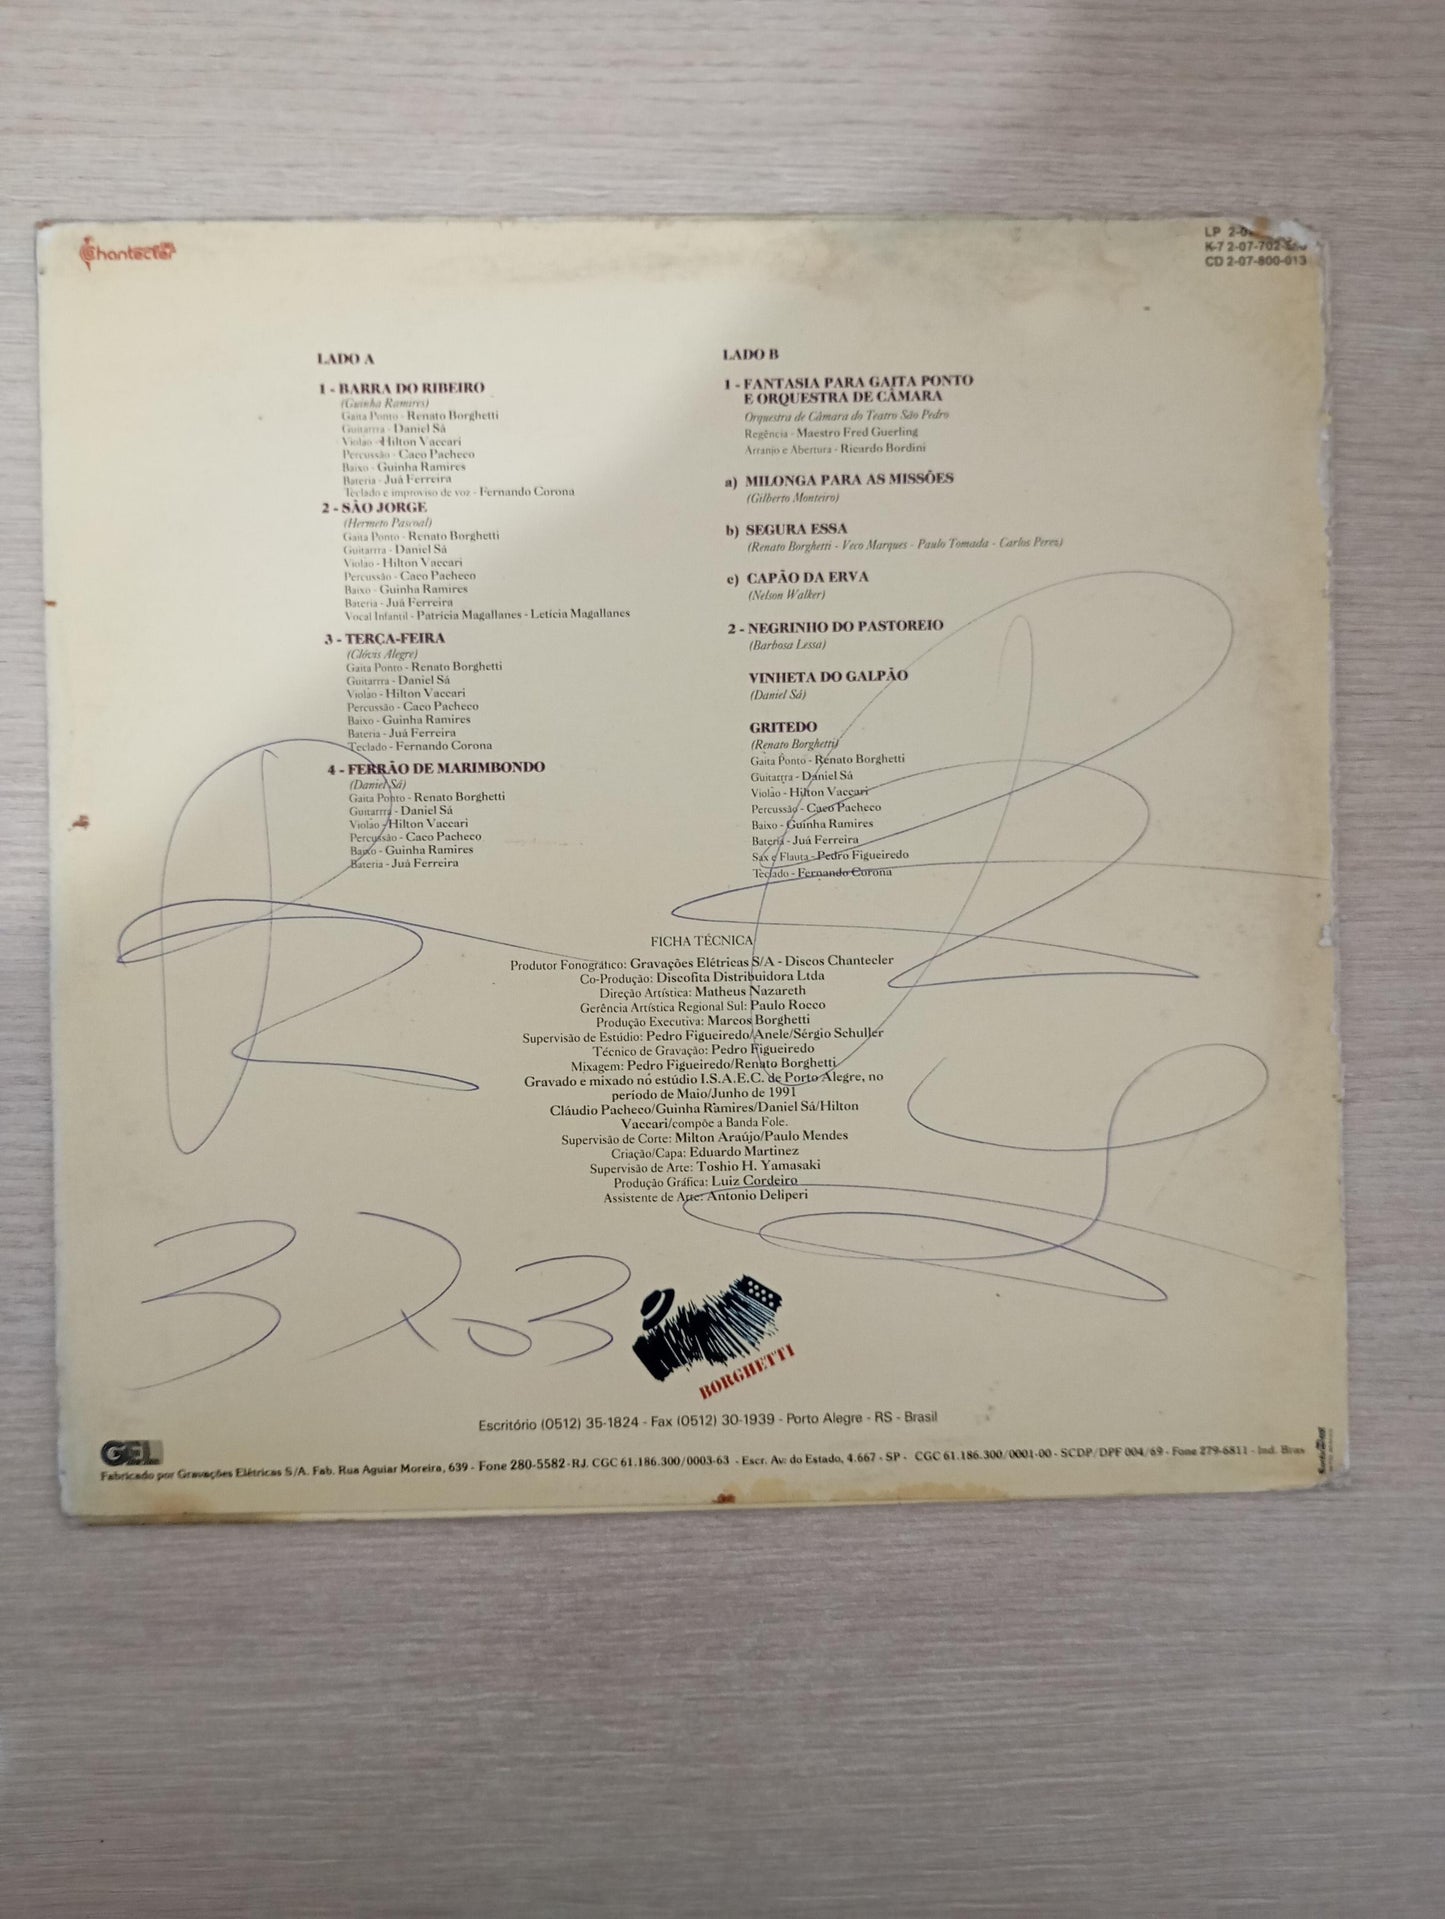 Chantecler
LP 2-0
K-7 2-07-702-
CD 2-07-800-013
LADO A
1 - BARRA DO RIBEIRO
(Guinha Ramires)
Gaita Ponto - Renato Borghetti
Guitarra - Daniel Sá
Violão - Hilton Vaccari
Percussão - Caco Pacheco
Baixo - Guinha Ramires
Bateria - Juá Ferreira
Teclado e improviso de voz - Fernando Corona
2 - SÃO JORGE
(Hermeto Pascoal)
Gaita Ponto - Renato Borghetti
Guitarrra - Daniel Sá
Violão - Hilton Vaccari
Percussão - Caco Pacheco
Baixo - Guinha Ramires
Bateria - Juá Ferreira
Vocal Infantil - Patrícia Magallanes - Letícia Magallanes
3 - TERÇA-FEIRA
(Clóvis Alegre)
Gaita Ponto - Renato Borghetti
Guitarrra - Daniel Sá
Violão - Hilton Vaccari
Percussão - Caco Pacheco
Baixo - Guinha Ramires
Bateria - Juá Ferreira
Teclado - Fernando Corona
4 - FERRÃO DE MARIMBONDO
(Daniel Sá)
Gaita Ponto - Renato Borghetti
Guitarrra - Daniel Sá
Violão - Hilton Vaccari
Percussão - Caco Pacheco
Baixo - Guinha Ramires
Bateria - Juá Ferreira
LADO B
1 - FANTASIA PARA GAITA PONTO
E ORQUESTRA DE CÂMARA
Orquestra de Câmara do Teatro São Pedro
Regência - Maestro Fred Guerling
Arranjo e Abertura - Ricardo Bordini
a) MILONGA PARA AS MISSÕES
(Gilberto Monteiro)
b) SEGURA ESSA
(Renato Borghetti - Veco Marques - Paulo Tomada - Carlos Perez)
c) CAPÃO DA ERVA
(Nelson Walker)
2 - NEGRINHO DO PASTOREIO
(Barbosa Lessa)
VINHETA DO GALPÃO
(Daniel Sá)
GRITEDO
(Renato Borghetti)
Gaita Ponto - Renato Borghetti
Guitarrra - Daniel Sá
Violão - Hilton Vaccari
Percussão - Caco Pacheco
Baixo - Guinha Ramires
Bateria - Juá Ferreira
Sax e Flauta - Pedro Figueiredo
Teclado - Fernando Corona
FICHA TÉCNICA
Produtor Fonográfico: Gravações Elétricas S/A - Discos Chantecler
Co-Produção: Discofita Distribuidora Ltda
Direção Artística: Matheus Nazareth
Gerência Artística Regional Sul: Paulo Rocco
Produção Executiva: Marcos Borghetti
Supervisão de Estúdio: Pedro Figueiredo/Anele/Sérgio Schuller
Técnico de Gravação: Pedro Figueiredo
Mixagem: Pedro Figueiredo/Renato Borghetti
Gravado e mixado no estúdio I.S.A.E.C. de Porto Alegre, no
período de Maio/Junho de 1991
Cláudio Pacheco/Guinha Ramires/Daniel Sá/Hilton
Vaccari/compõe a Banda Fole.
Supervisão de Corte: Milton Araújo/Paulo Mendes
Criação/Capa: Eduardo Martinez
Supervisão de Arte: Toshio H. Yamasaki
Produção Gráfica: Luiz Cordeiro
Assistente de Arte: Antonio Deliperi
BORGHETTI
Escritório (0512) 35-1824 - Fax (0512) 30-1939 - Porto Alegre - RS - Brasil
GEL
Fabricado por Gravações Elétricas S/A. Fab. Rua Aguiar Moreira, 639 - Fone 280-5582 - RJ. CGC 61.186.300/0003-63 - Escr. Av. do Estado, 4.667 - SP - CGC 61.186.300/0001-00 - SCDP/DPF 004/69 - Fone 279-6811 - Ind. Bras